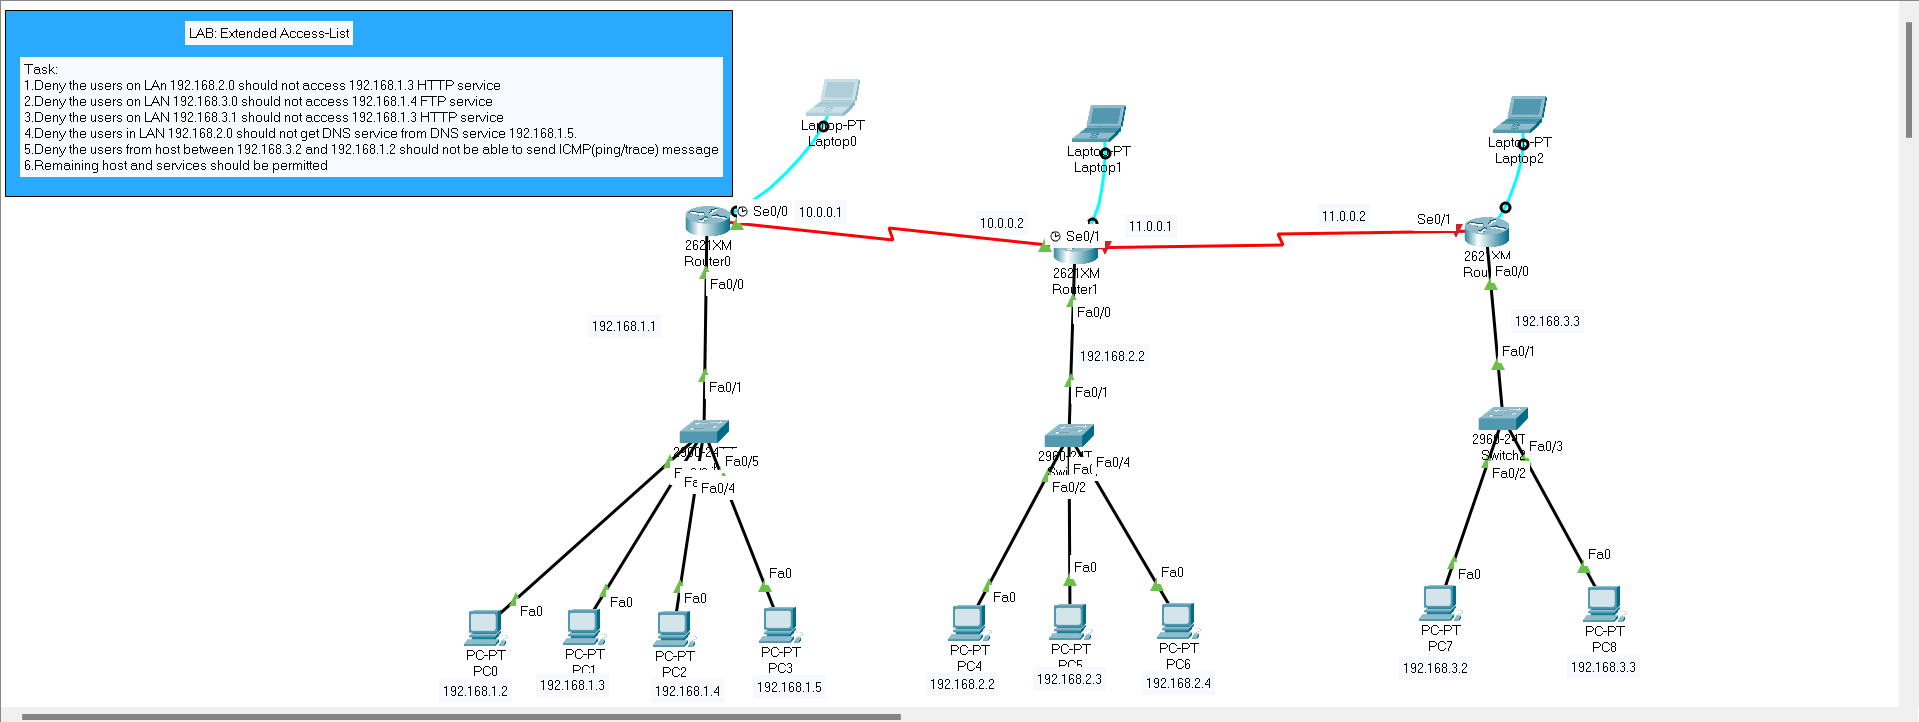 LAB: Extended Access-List
Task:
1.Deny the users on LAn 192.168.2.0 should not access 192.168.1.3 HTTP service
2.Deny the users on LAN 192.168.3.0 should not access 192.168.1.4 FTP service
3.Deny the users on LAN 192.168.3.1 should not access 192.168.1.3 HTTP service
4.Deny the users in LAN 192.168.2.0 should not get DNS service from DNS service 192.168.1.5.
5.Deny the users from host between 192.168.3.2 and 192.168.1.2 should not be able to send ICMP(ping/trace) message
6.Remaining host and services should be permitted
Laptop-PT
Laptop0
Laptop-PT
Laptop1
Laptop-PT
Laptop2
Se0/0
10.0.0.1
10.0.0.2
Se0/1
11.0.0.1
11.0.0.2
Se0/1
2621XM
Router0
Fa0/0
2621XM
Router1
Fa0/0
2621XM
Fa0/0
192.168.1.1
192.168.2.2
192.168.3.3
Fa0/1
Fa0/1
Fa0/1
2960-24TT
Fa0/5
Fa0/4
Fa0/4
Fa0/2
2960-24T
Fa0/3
Switch2
Fa0/2
Fa0
Fa0
Fa0
Fa0
Fa0
Fa0
Fa0
Fa0
Fa0
PC-PT
PC0
192.168.1.2
PC-PT
PC1
192.168.1.3
PC-PT
PC2
192.168.1.4
PC-PT
PC3
192.168.1.5
PC-PT
PC4
192.168.2.2
PC-PT
PC5
192.168.2.3
PC-PT
PC6
192.168.2.4
PC-PT
PC7
192.168.3.2
PC-PT
PC8
192.168.3.3